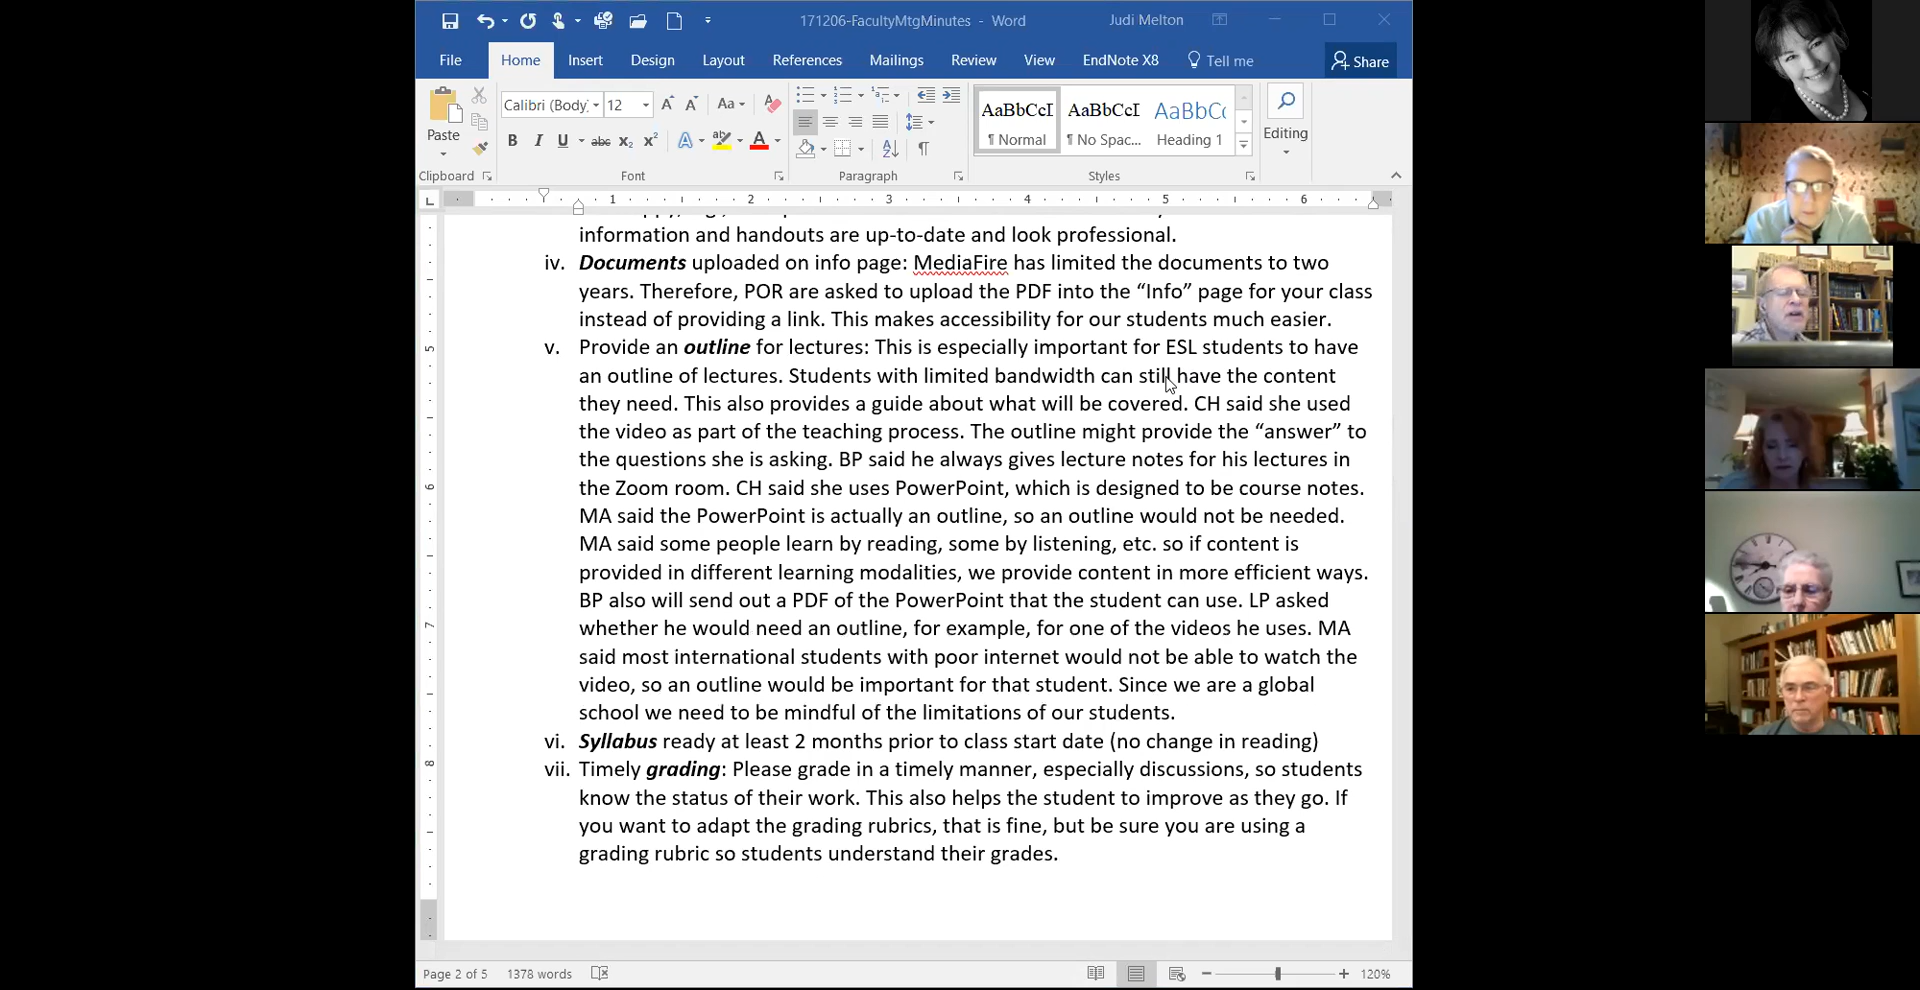 171206-FacultyMtgMinutes - Word
Judi Melton
File Home Insert Design Layout References Mailings Review View EndNote X8 Tell me Share
Calibri (Body) 12
Paste
AaBbCcI AaBbCcI AaBbCc
¶ Normal ¶ No Spac... Heading 1
Editing
Clipboard Font Paragraph Styles
1 2 3 4 5 6
information and handouts are up-to-date and look professional.
iv. Documents uploaded on info page: MediaFire has limited the documents to two
years. Therefore, POR are asked to upload the PDF into the “Info” page for your class
instead of providing a link. This makes accessibility for our students much easier.
v. Provide an outline for lectures: This is especially important for ESL students to have
an outline of lectures. Students with limited bandwidth can still have the content
they need. This also provides a guide about what will be covered. CH said she used
the video as part of the teaching process. The outline might provide the “answer” to
the questions she is asking. BP said he always gives lecture notes for his lectures in
the Zoom room. CH said she uses PowerPoint, which is designed to be course notes.
MA said the PowerPoint is actually an outline, so an outline would not be needed.
MA said some people learn by reading, some by listening, etc. so if content is
provided in different learning modalities, we provide content in more efficient ways.
BP also will send out a PDF of the PowerPoint that the student can use. LP asked
whether he would need an outline, for example, for one of the videos he uses. MA
said most international students with poor internet would not be able to watch the
video, so an outline would be important for that student. Since we are a global
school we need to be mindful of the limitations of our students.
vi. Syllabus ready at least 2 months prior to class start date (no change in reading)
vii. Timely grading: Please grade in a timely manner, especially discussions, so students
know the status of their work. This also helps the student to improve as they go. If
you want to adapt the grading rubrics, that is fine, but be sure you are using a
grading rubric so students understand their grades.
5
6
7
8
Page 2 of 5 1378 words 120%